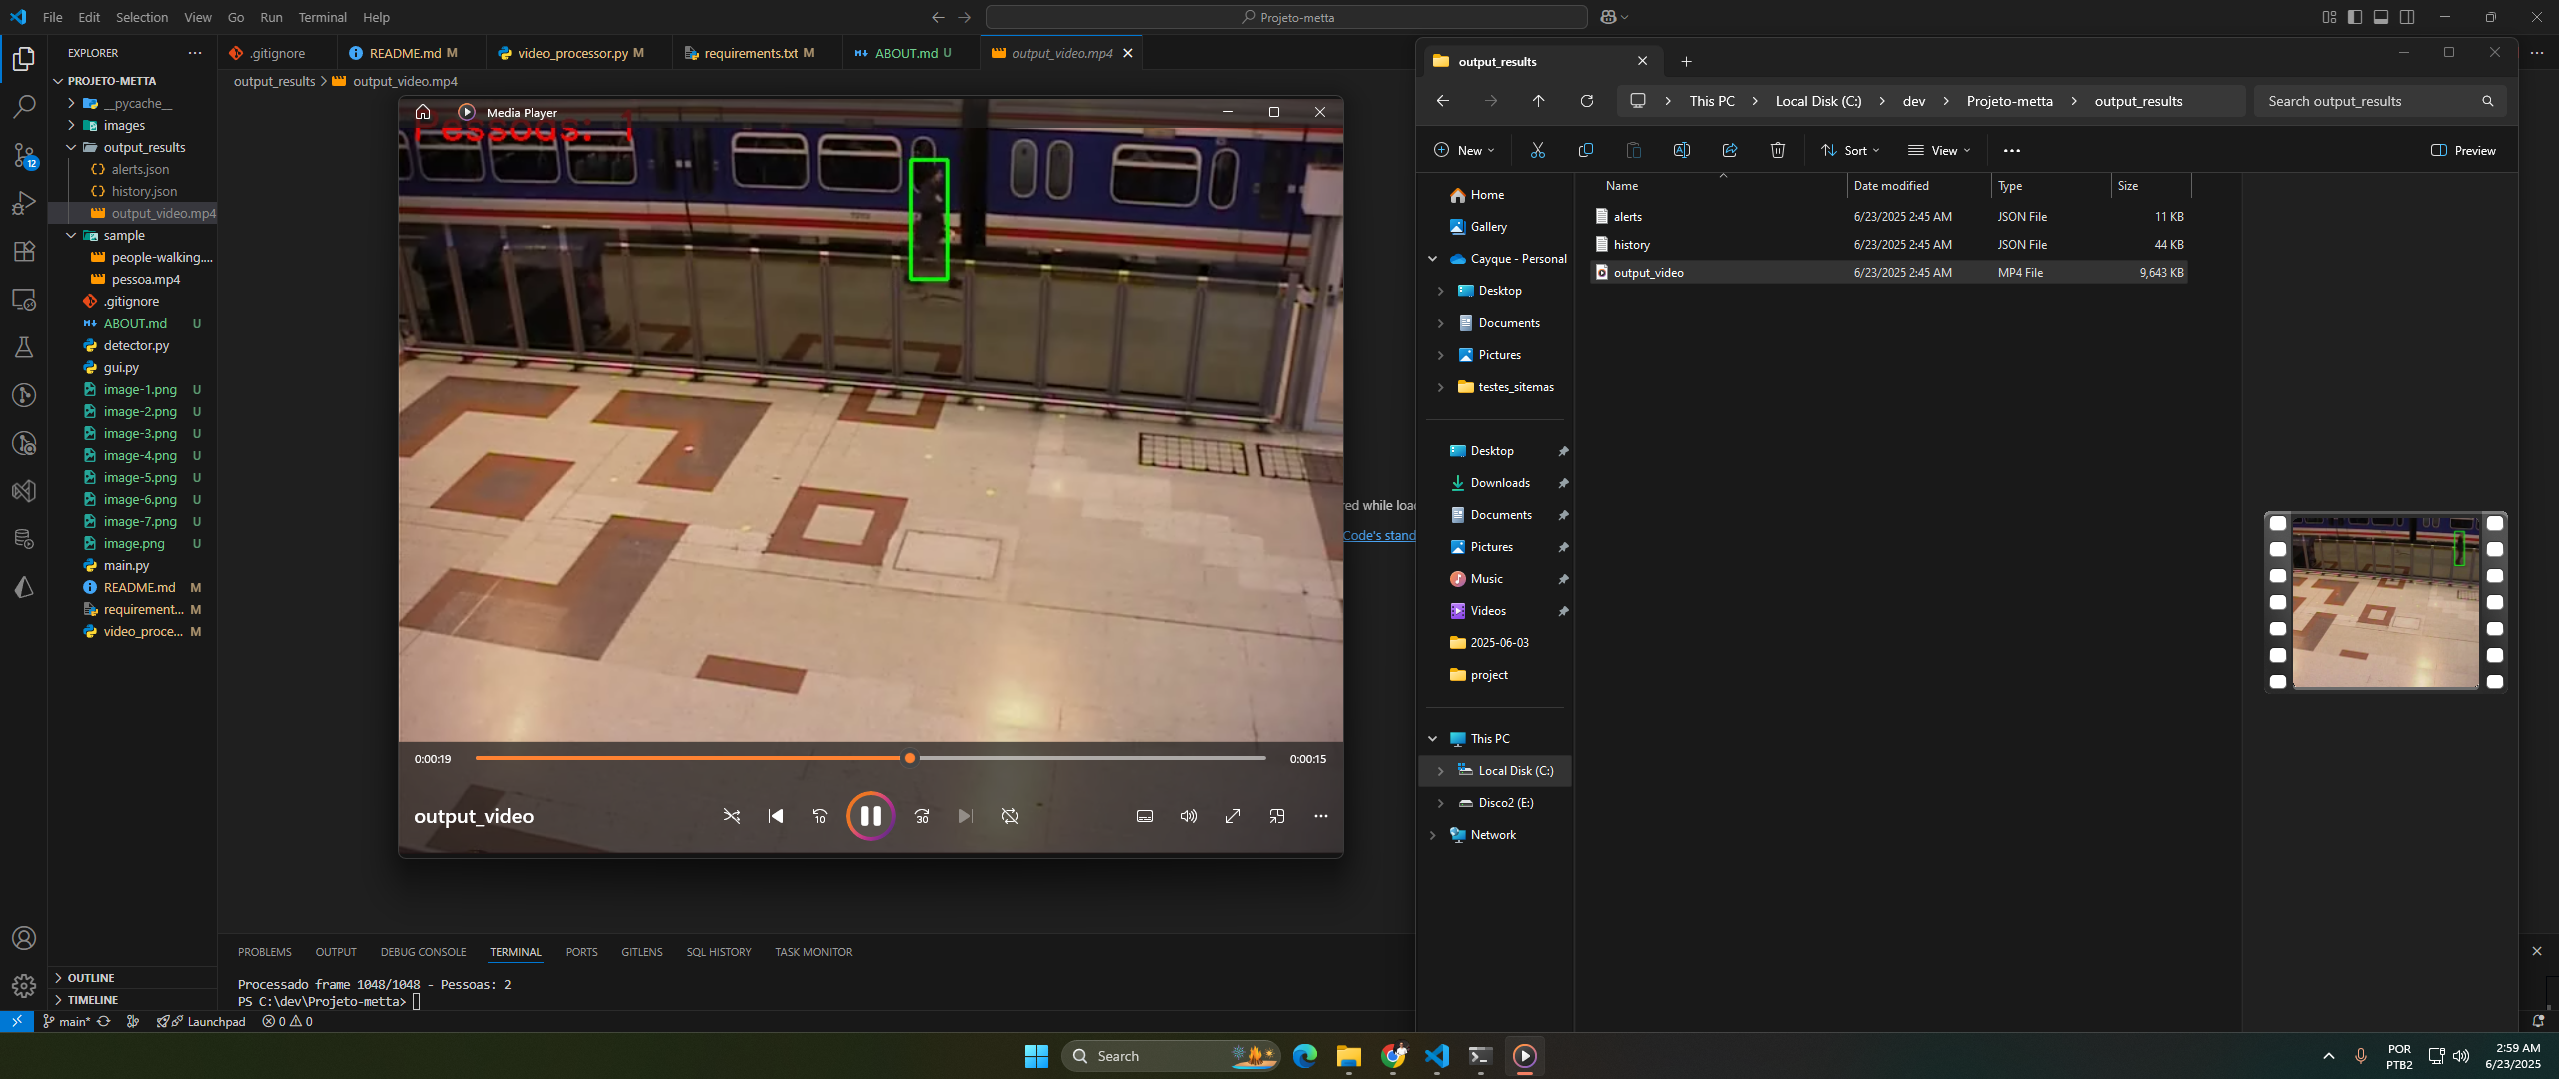 File Edit Selection View Go Run Terminal Help
Projeto-metta
EXPLORER
PROJETO-METTA
__pycache__
images
output_results
alerts.json
history.json
output_video.mp4
sample
people-walking....
pessoa.mp4
.gitignore
ABOUT.md U
detector.py
gui.py
image-1.png U
image-2.png U
image-3.png U
image-4.png U
image-5.png U
image-6.png U
image-7.png U
image.png U
main.py
README.md M
requirement... M
video_proce... M
OUTLINE
TIMELINE
12
.gitignore README.md M video_processor.py M requirements.txt M ABOUT.md U output_video.mp4
output_results > output_video.mp4
Media Player
Pessoas: 1
0:00:19 0:00:15
output_video
10 30
red while loa
Code's stand
PROBLEMS OUTPUT DEBUG CONSOLE TERMINAL PORTS GITLENS SQL HISTORY TASK MONITOR
Processado frame 1048/1048 - Pessoas: 2
PS C:\dev\Projeto-metta>
main* Launchpad 0 0
output_results
This PC > Local Disk (C:) > dev > Projeto-metta > output_results
Search output_results
New Sort View Preview
Home
Gallery
Cayque - Personal
Desktop
Documents
Pictures
testes_sitemas
Desktop
Downloads
Documents
Pictures
Music
Videos
2025-06-03
project
This PC
Local Disk (C:)
Disco2 (E:)
Network
Name Date modified Type Size
alerts 6/23/2025 2:45 AM JSON File 11 KB
history 6/23/2025 2:45 AM JSON File 44 KB
output_video 6/23/2025 2:45 AM MP4 File 9,643 KB
Search
POR
PTB2
2:59 AM
6/23/2025